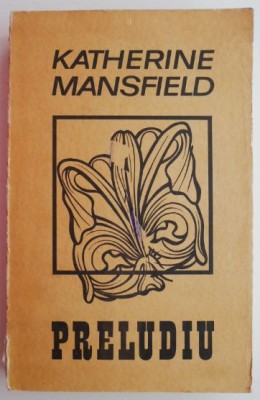 KATHERINE
MANSFIELD
PRELUDIU